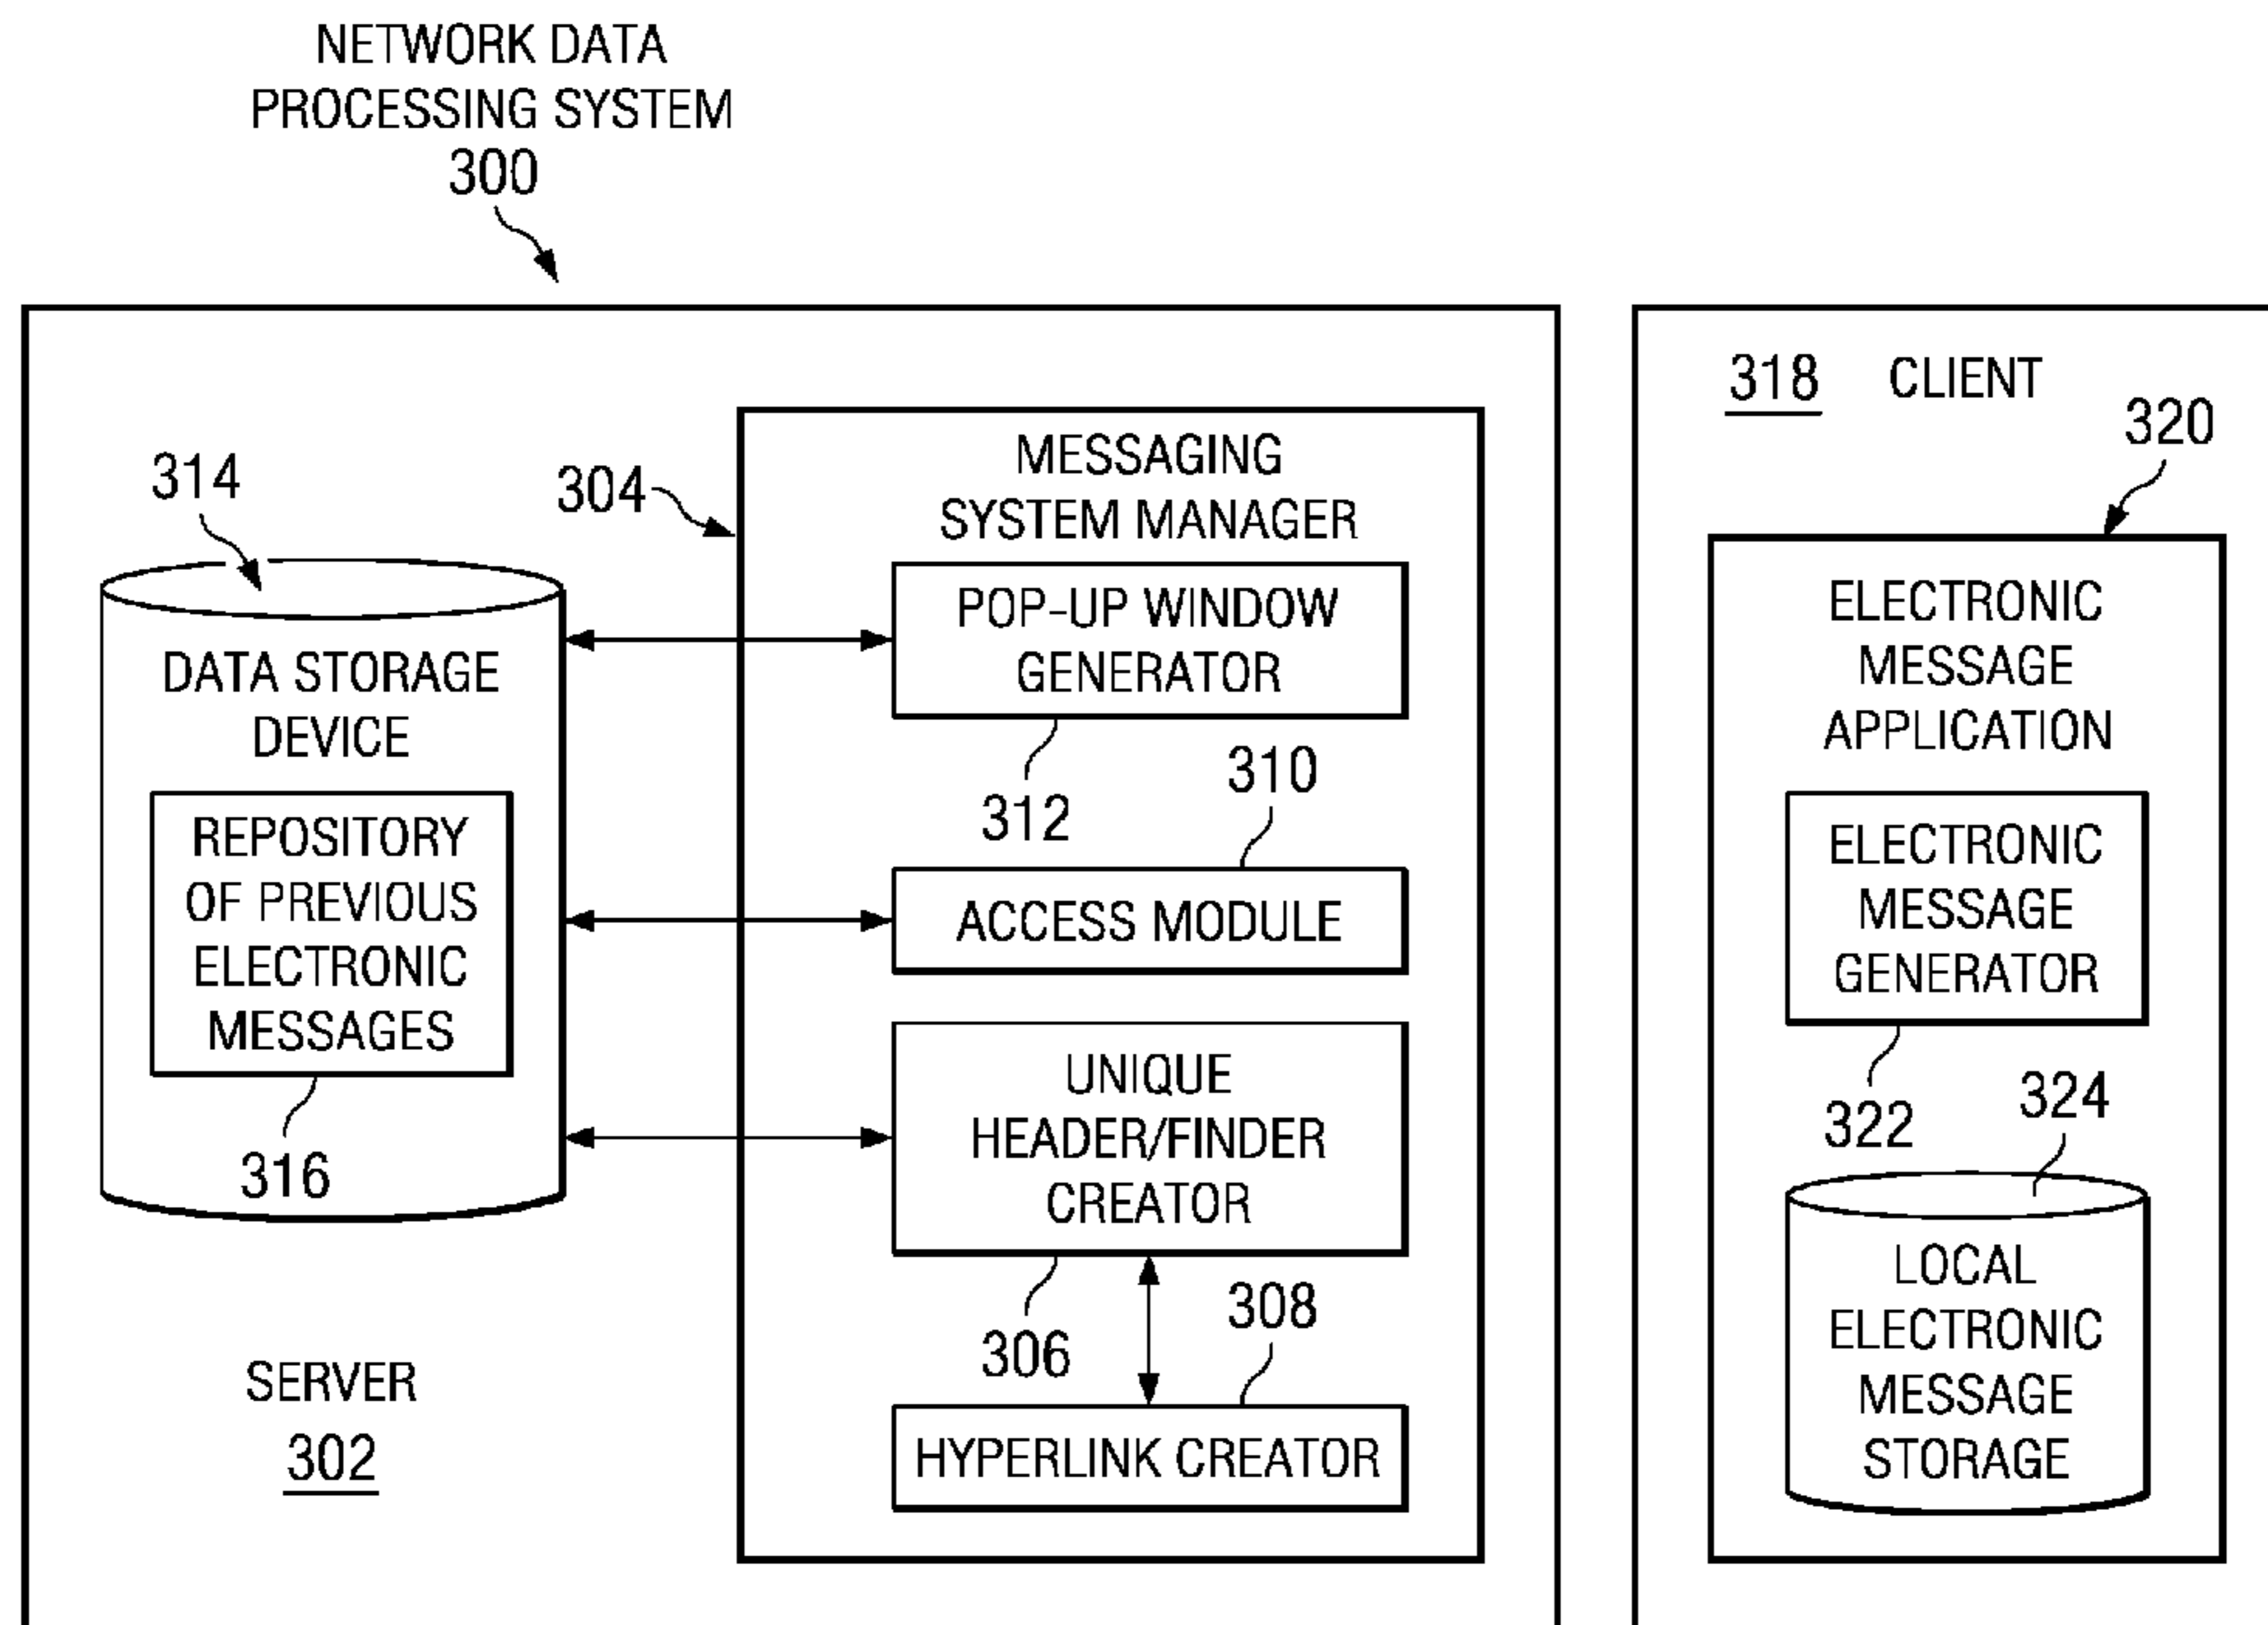 NETWORK DATA
PROCESSING SYSTEM
300
314
DATA STORAGE
DEVICE
REPOSITORY
OF PREVIOUS
ELECTRONIC
MESSAGES
316
SERVER
302
304
MESSAGING
SYSTEM MANAGER
POP-UP WINDOW
GENERATOR
312
310
ACCESS MODULE
UNIQUE
HEADER/FINDER
CREATOR
306
308
HYPERLINK CREATOR
318 CLIENT
320
ELECTRONIC
MESSAGE
APPLICATION
ELECTRONIC
MESSAGE
GENERATOR
322
324
LOCAL
ELECTRONIC
MESSAGE
STORAGE